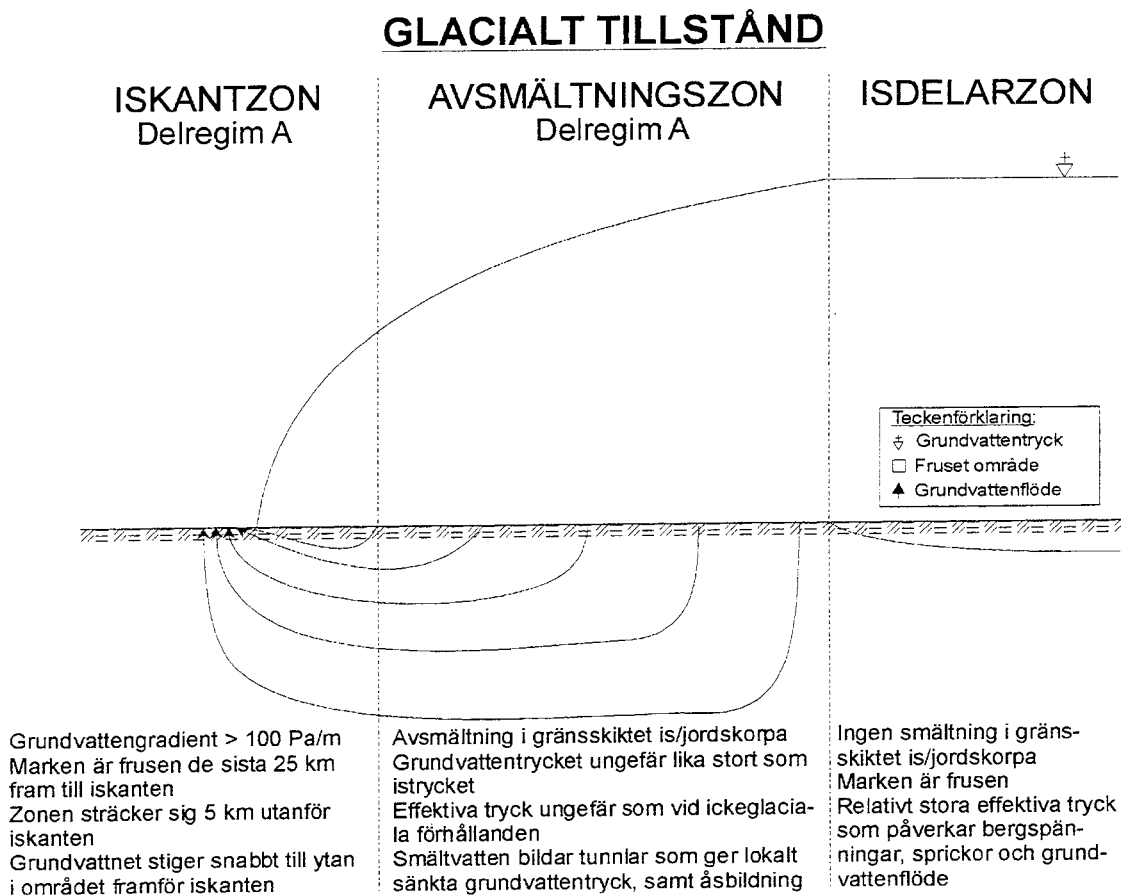 GLACIALT TILLSTÅND
ISKANTZON
Delregim A
AVSMÄLTNINGSZON
Delregim A
ISDELARZON
Teckenförklaring:
Grundvattentryck
Fruset område
Grundvattenflöde
Grundvattengradient > 100 Pa/m
Marken är frusen de sista 25 km
fram till iskanten
Zonen sträcker sig 5 km utanför
iskanten
Grundvattnet stiger snabbt till ytan
i området framför iskanten
Avsmältning i gränsskiktet is/jordskorpa
Grundvattentrycket ungefär lika stort som
istrycket
Effektiva tryck ungefär som vid ickeglacia-
la förhållanden
Smältvatten bildar tunnlar som ger lokalt
sänkta grundvattentryck, samt åsbildning
Ingen smältning i gräns-
skiktet is/jordskorpa
Marken är frusen
Relativt stora effektiva tryck
som påverkar bergspän-
ningar, sprickor och grund-
vattenflöde